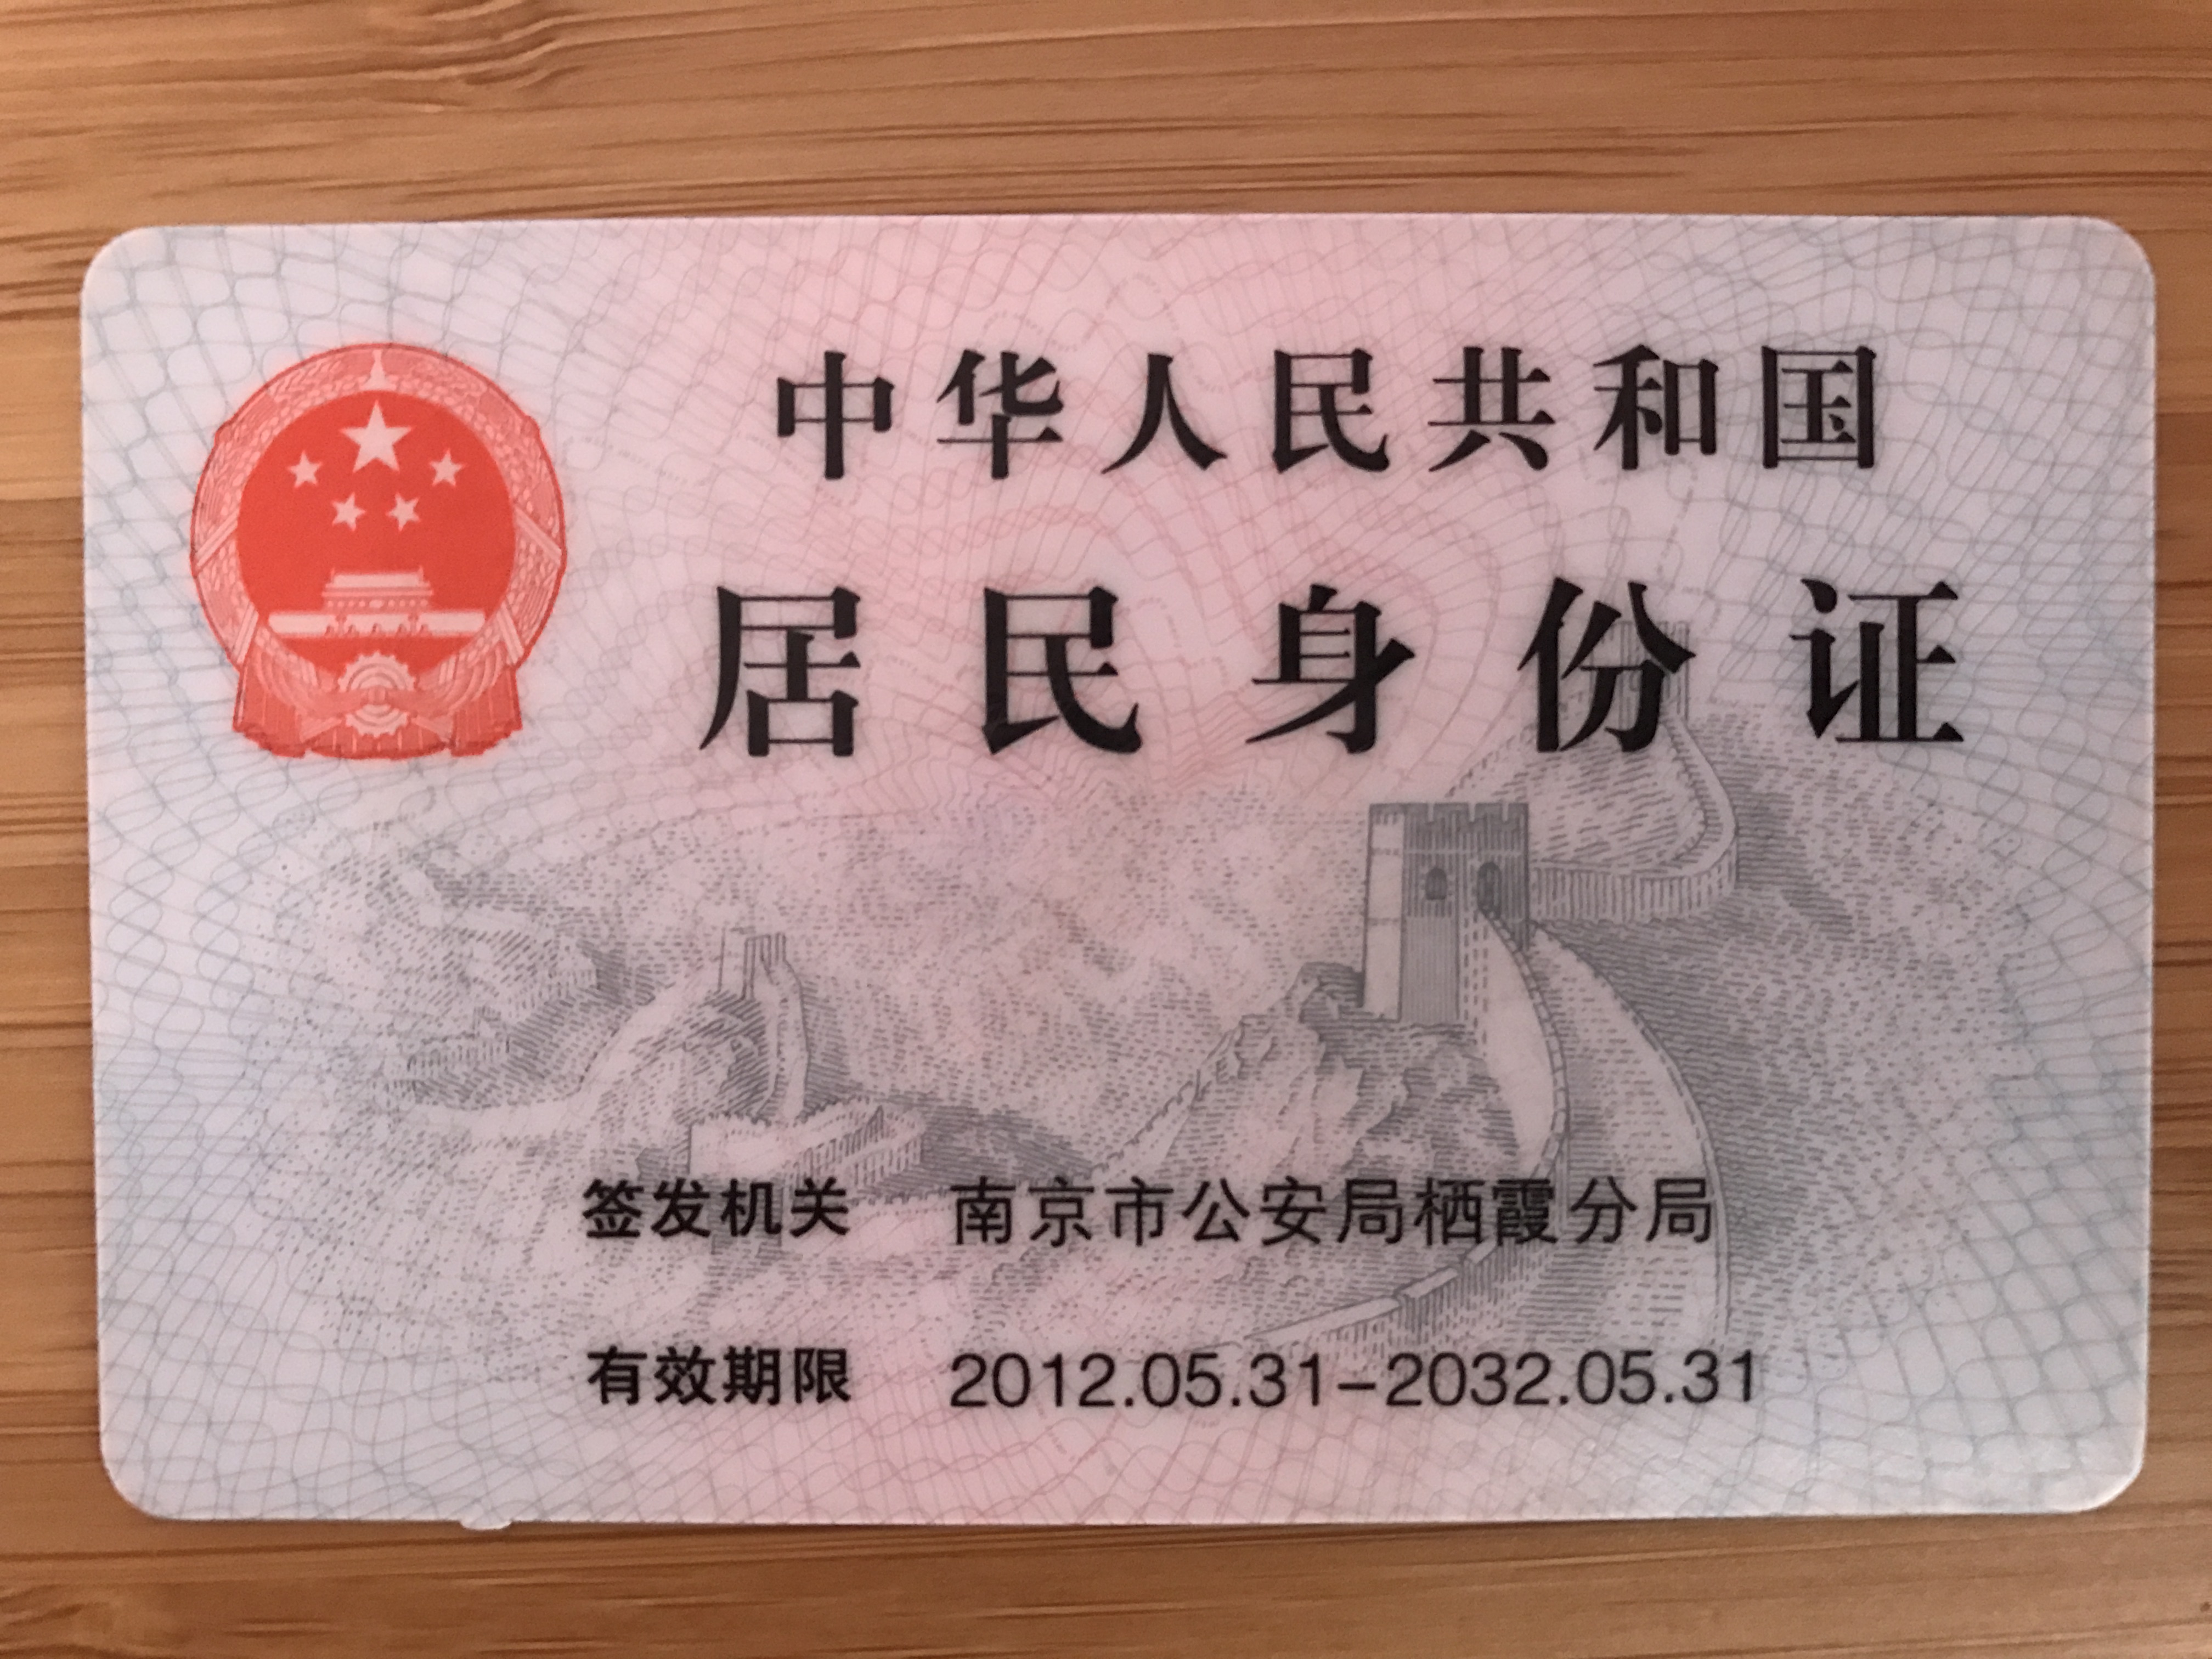 中华人民共和国
居民身份证
签发机关 南京市公安局栖霞分局
有效期限 2012.05.31-2032.05.31